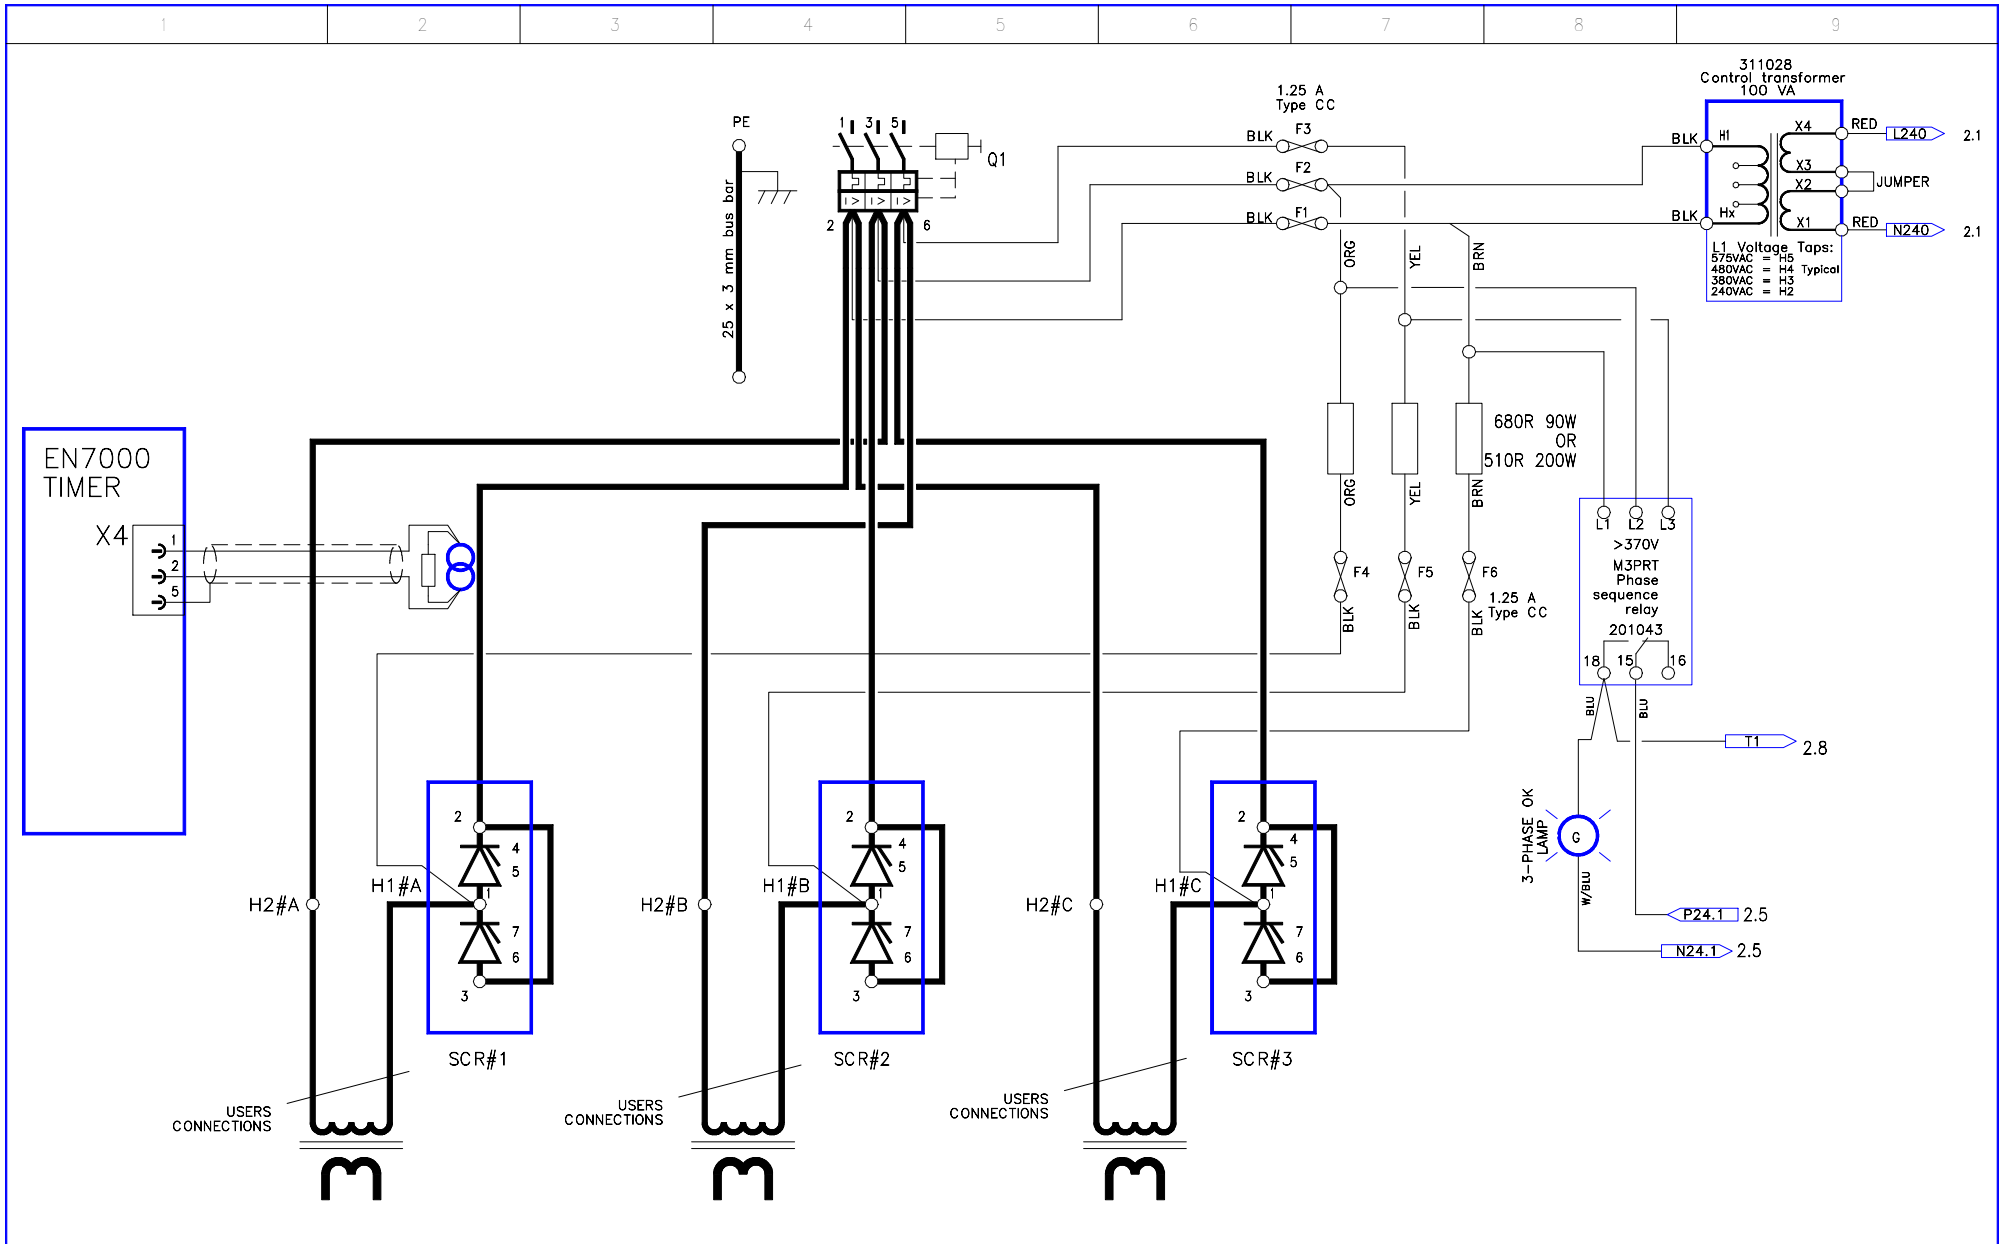 1 2 3 4 5 6 7 8 9
311028
Control transformer
100 VA
1.25 A
Type CC
PE
1 3 5
Q1
2 6
25 x 3 mm bus bar
BLK F3
BLK F2
BLK F1
BLK H1
BLK Hx
X4 RED L240 2.1
X3
X2
JUMPER
X1 RED N240 2.1
L1 Voltage Taps:
575VAC = H5
480VAC = H4 Typical
380VAC = H3
240VAC = H2
ORG YEL BRN
680R 90W
OR
510R 200W
ORG YEL BRN
F4 F5 F6
1.25 A
Type CC
BLK BLK BLK
EN7000
TIMER
X4
1
2
5
L1 L2 L3
>370V
M3PRT
Phase
sequence
relay
201043
18 15 16
BLU BLU
T1 2.8
3-PHASE OK
LAMP
G
W/BLU
P24.1 2.5
N24.1 2.5
2
4
5
H1#A
1
H2#A
7
6
3
SCR#1
USERS
CONNECTIONS
2
4
5
H1#B
1
H2#B
7
6
3
SCR#2
USERS
CONNECTIONS
2
4
5
H1#C
1
H2#C
7
6
3
SCR#3
USERS
CONNECTIONS